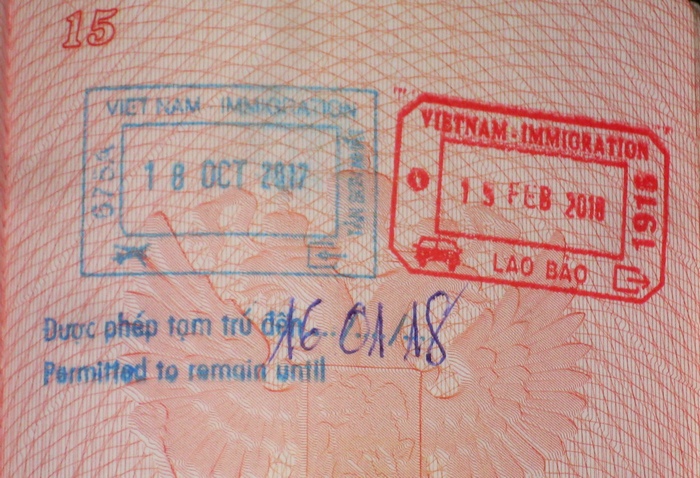 15
VIET NAM IMMIGRATION
18 OCT 2017
VIETNAM - IMMIGRATION
15 FEB 2018
1916
LAO BẢO
Được phép tạm trú đến 16/01/18
Permitted to remain until